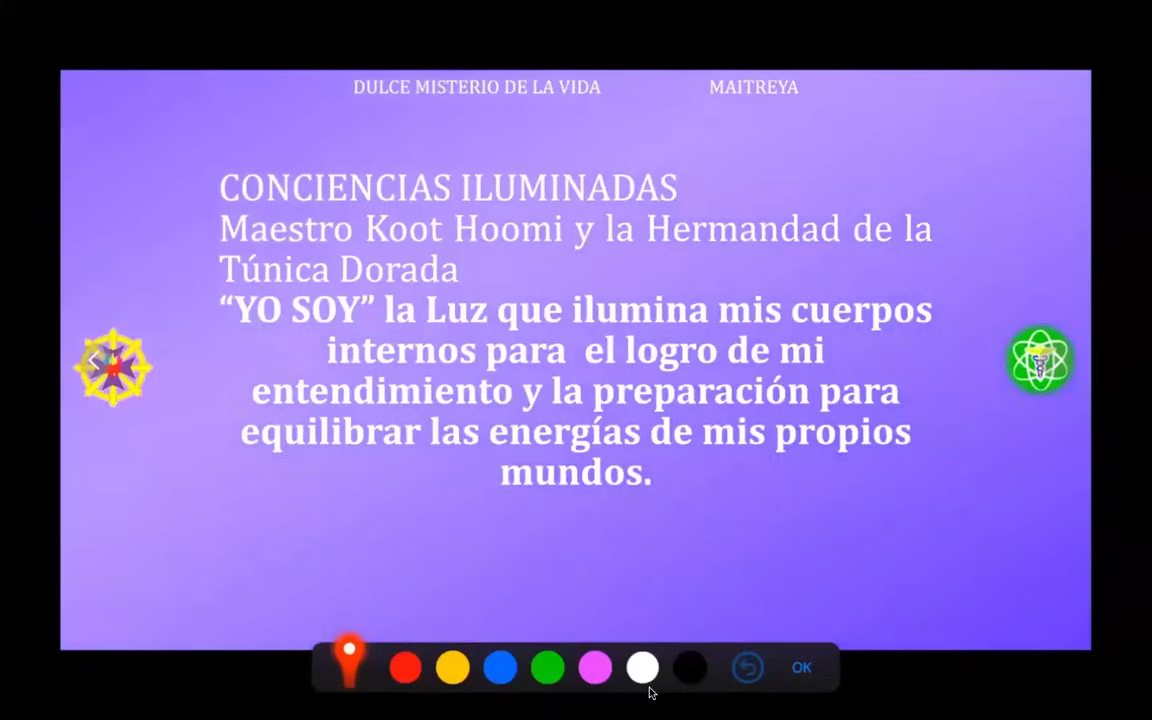 DULCE MISTERIO DE LA VIDA MAITREYA
CONCIENCIAS ILUMINADAS
Maestro Koot Hoomi y la Hermandad de la
Túnica Dorada
“YO SOY” la Luz que ilumina mis cuerpos
internos para el logro de mi
entendimiento y la preparación para
equilibrar las energías de mis propios
mundos.
OK